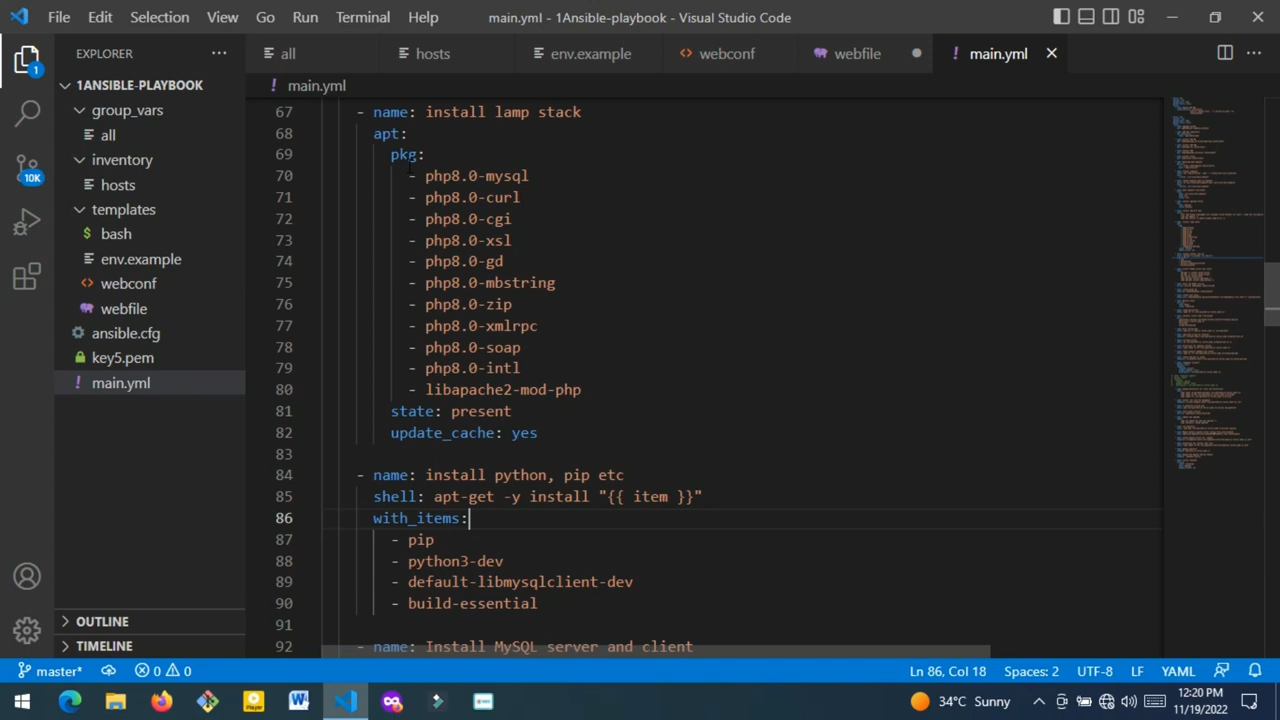 File Edit Selection View Go Run Terminal Help main.yml - 1Ansible-playbook - Visual Studio Code
EXPLORER
1
1ANSIBLE-PLAYBOOK
group_vars
all
inventory
hosts
templates
bash
env.example
webconf
webfile
ansible.cfg
key5.pem
main.yml
10K
OUTLINE
TIMELINE
all hosts env.example webconf webfile main.yml
main.yml
67 - name: install lamp stack
68 apt:
69 pkg:
70 - php8.0-mysql
71 - php8.0-curl
72 - php8.0-cgi
73 - php8.0-xsl
74 - php8.0-gd
75 - php8.0-mbstring
76 - php8.0-zip
77 - php8.0-xmlrpc
78 - php8.0-soap
79 - php8.0-intl
80 - libapache2-mod-php
81 state: present
82 update_cache: yes
83
84 - name: install python, pip etc
85 shell: apt-get -y install "{{ item }}"
86 with_items:
87 - pip
88 - python3-dev
89 - default-libmysqlclient-dev
90 - build-essential
91
92 - name: Install MySQL server and client
master* 0 0 Ln 86, Col 18 Spaces: 2 UTF-8 LF YAML
34°C Sunny
12:20 PM
11/19/2022